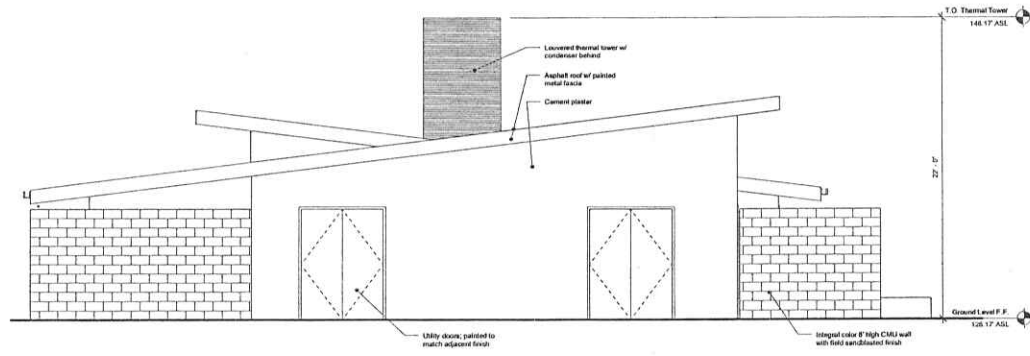 T.O. Thermal Tower
148.17' ASL
Louvered thermal tower w/
condenser behind
Asphalt roof w/ painted
metal fascia
Cement plaster
Utility doors; painted to
match adjacent finish
Integral color 8' high CMU wall
with field sandblasted finish
Ground Level F.F.
126.17' ASL